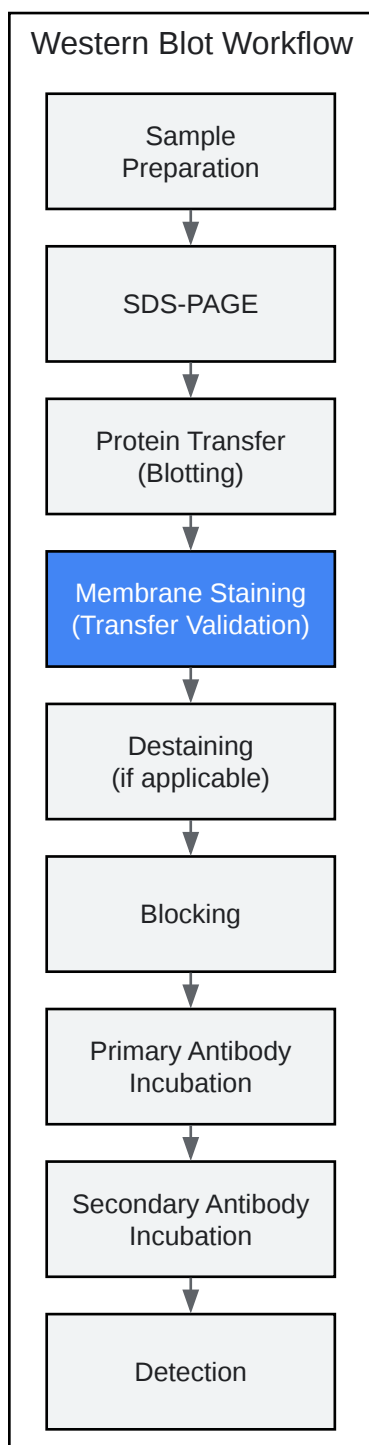 Western Blot Workflow
Sample
Preparation
SDS-PAGE
Protein Transfer
(Blotting)
Membrane Staining
(Transfer Validation)
Destaining
(if applicable)
Blocking
Primary Antibody
Incubation
Secondary Antibody
Incubation
Detection